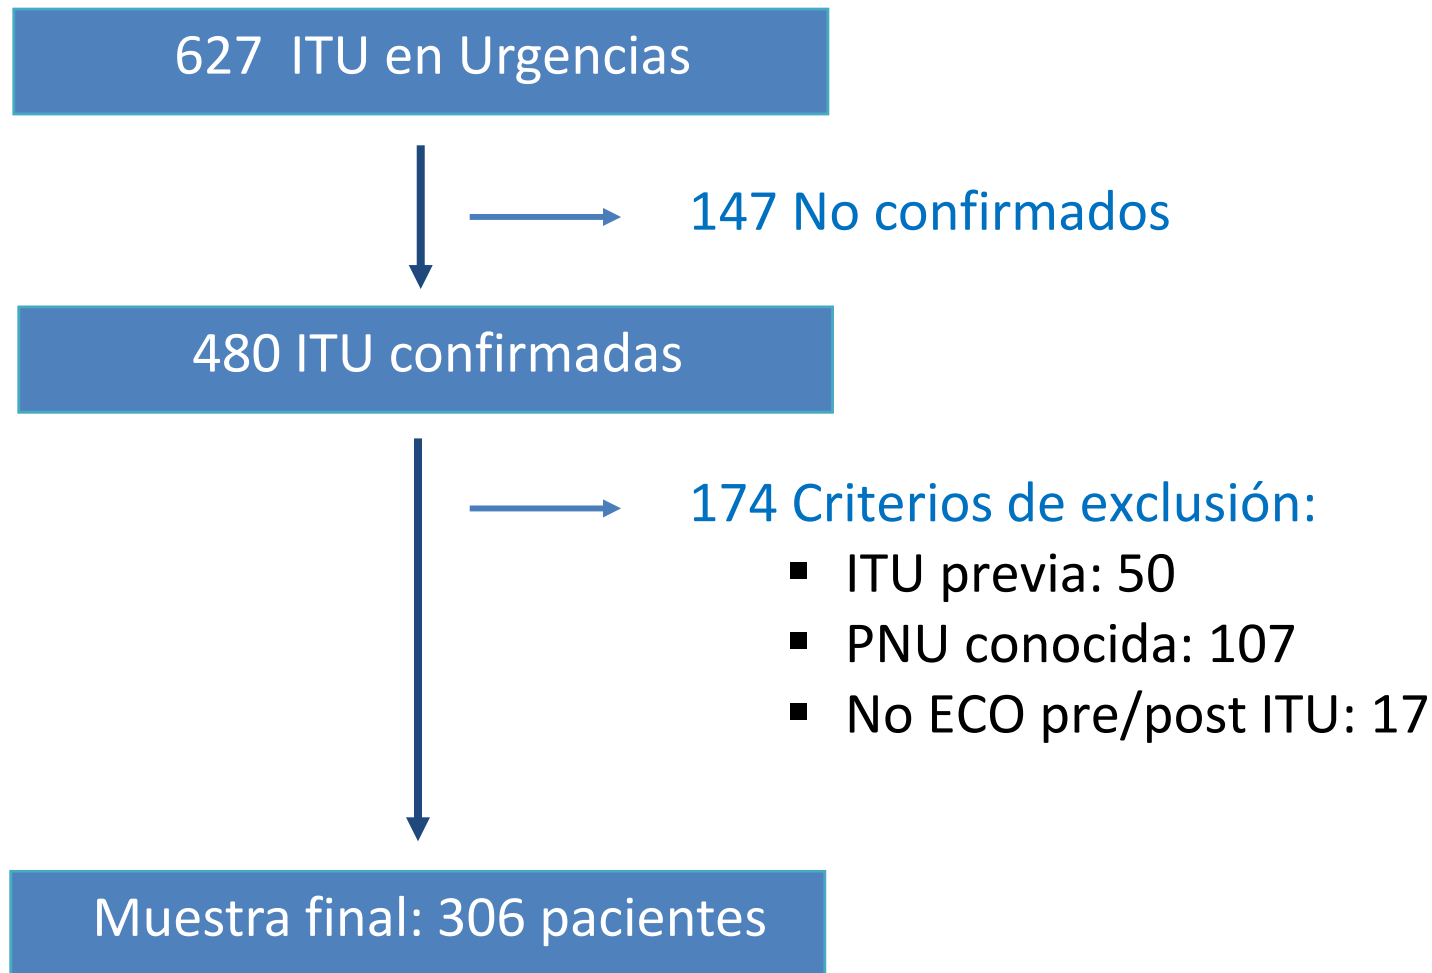 627  ITU en Urgencias
147 No confirmados
480 ITU confirmadas
174 Criterios de exclusión:
▪ ITU previa: 50
▪ PNU conocida: 107
▪ No ECO pre/post ITU: 17
Muestra final: 306 pacientes